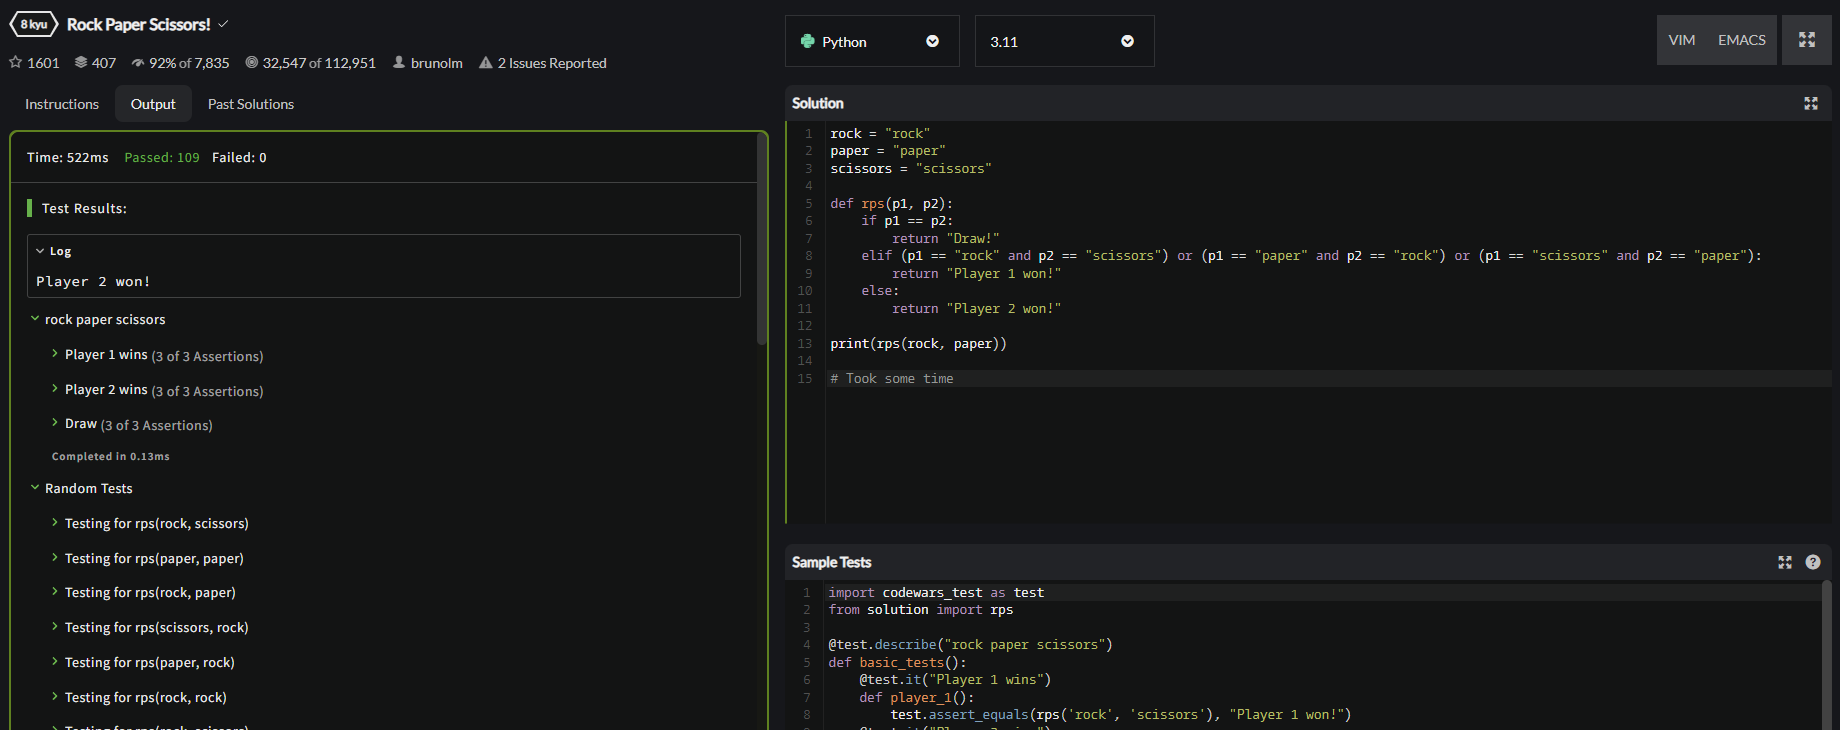 8 kyu Rock Paper Scissors!
1601 407 92% of 7,835 32,547 of 112,951 brunolm 2 Issues Reported
Instructions Output Past Solutions
Time: 522ms Passed: 109 Failed: 0
Test Results:
Log
Player 2 won!
rock paper scissors
Player 1 wins (3 of 3 Assertions)
Player 2 wins (3 of 3 Assertions)
Draw (3 of 3 Assertions)
Completed in 0.13ms
Random Tests
Testing for rps(rock, scissors)
Testing for rps(paper, paper)
Testing for rps(rock, paper)
Testing for rps(scissors, rock)
Testing for rps(paper, rock)
Testing for rps(rock, rock)
Testing for rps(rock, scissors)
Python 3.11 VIM EMACS
Solution
1 rock = "rock"
2 paper = "paper"
3 scissors = "scissors"
4
5 def rps(p1, p2):
6 if p1 == p2:
7 return "Draw!"
8 elif (p1 == "rock" and p2 == "scissors") or (p1 == "paper" and p2 == "rock") or (p1 == "scissors" and p2 == "paper"):
9 return "Player 1 won!"
10 else:
11 return "Player 2 won!"
12
13 print(rps(rock, paper))
14
15 # Took some time
Sample Tests
1 import codewars_test as test
2 from solution import rps
3
4 @test.describe("rock paper scissors")
5 def basic_tests():
6 @test.it("Player 1 wins")
7 def player_1():
8 test.assert_equals(rps('rock', 'scissors'), "Player 1 won!")